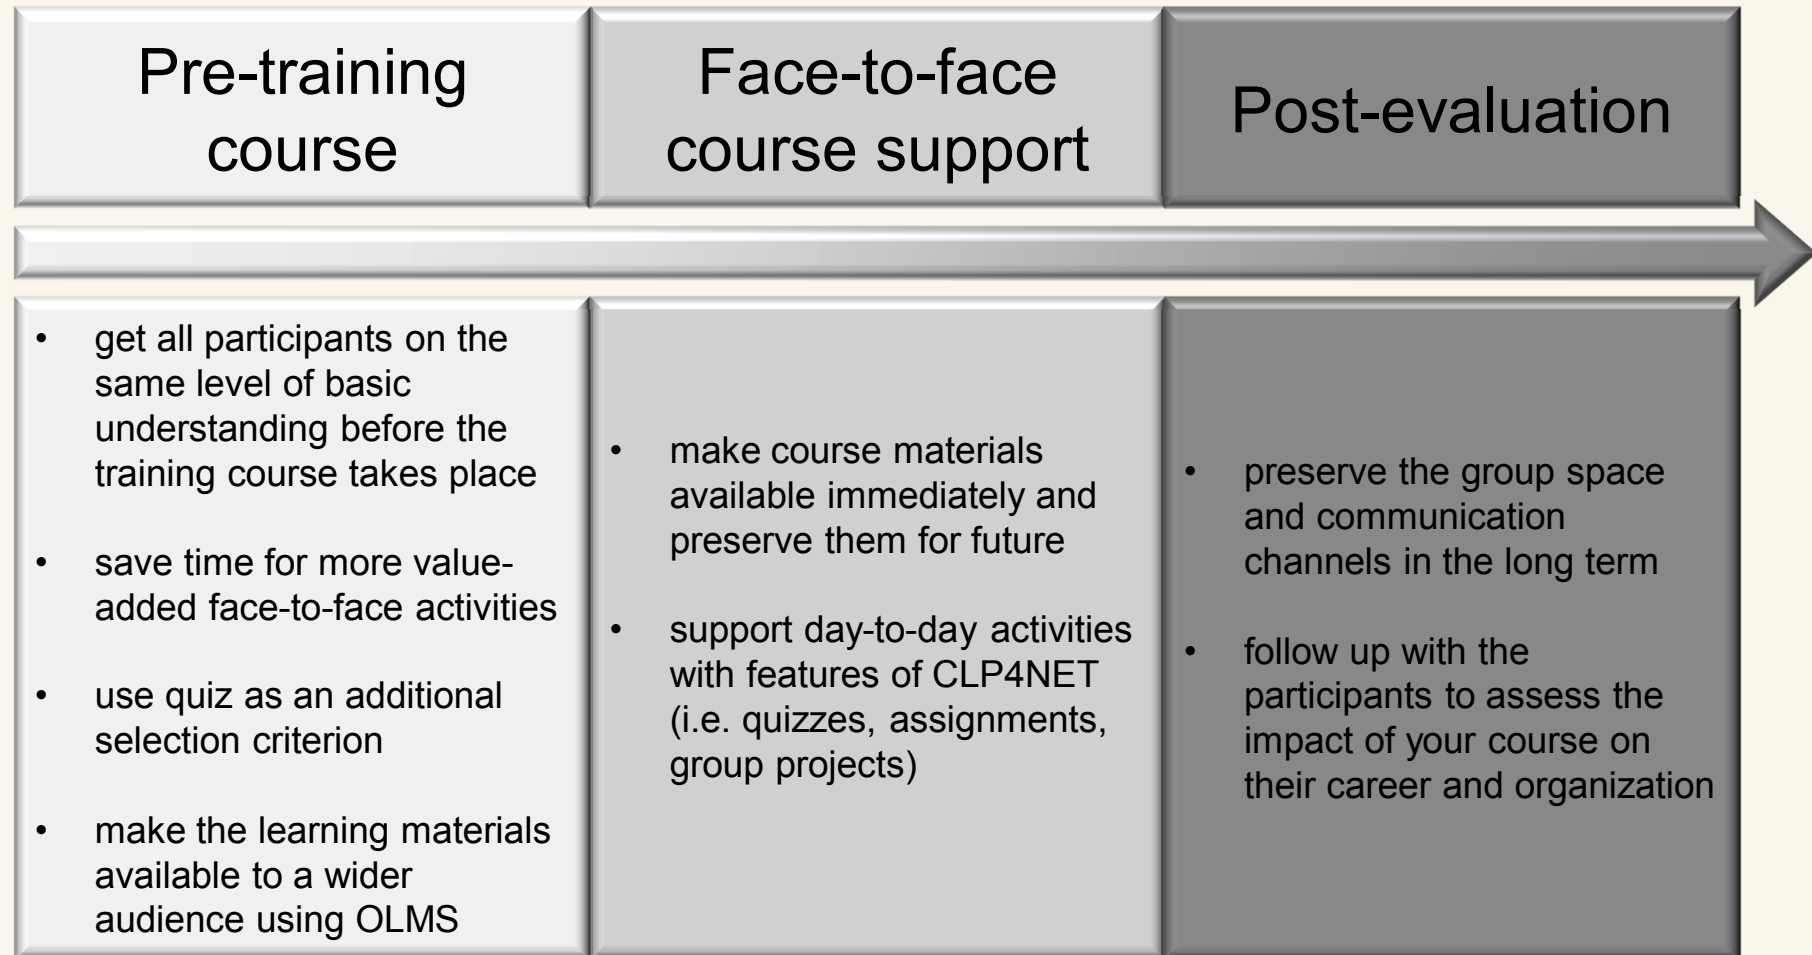 Pre-training
course
Face-to-face
course support
Post-evaluation
• get all participants on the
same level of basic
understanding before the
training course takes place
• save time for more value-
added face-to-face activities
• use quiz as an additional
selection criterion
• make the learning materials
available to a wider
audience using OLMS
• make course materials
available immediately and
preserve them for future
• support day-to-day activities
with features of CLP4NET
(i.e. quizzes, assignments,
group projects)
• preserve the group space
and communication
channels in the long term
• follow up with the
participants to assess the
impact of your course on
their career and organization